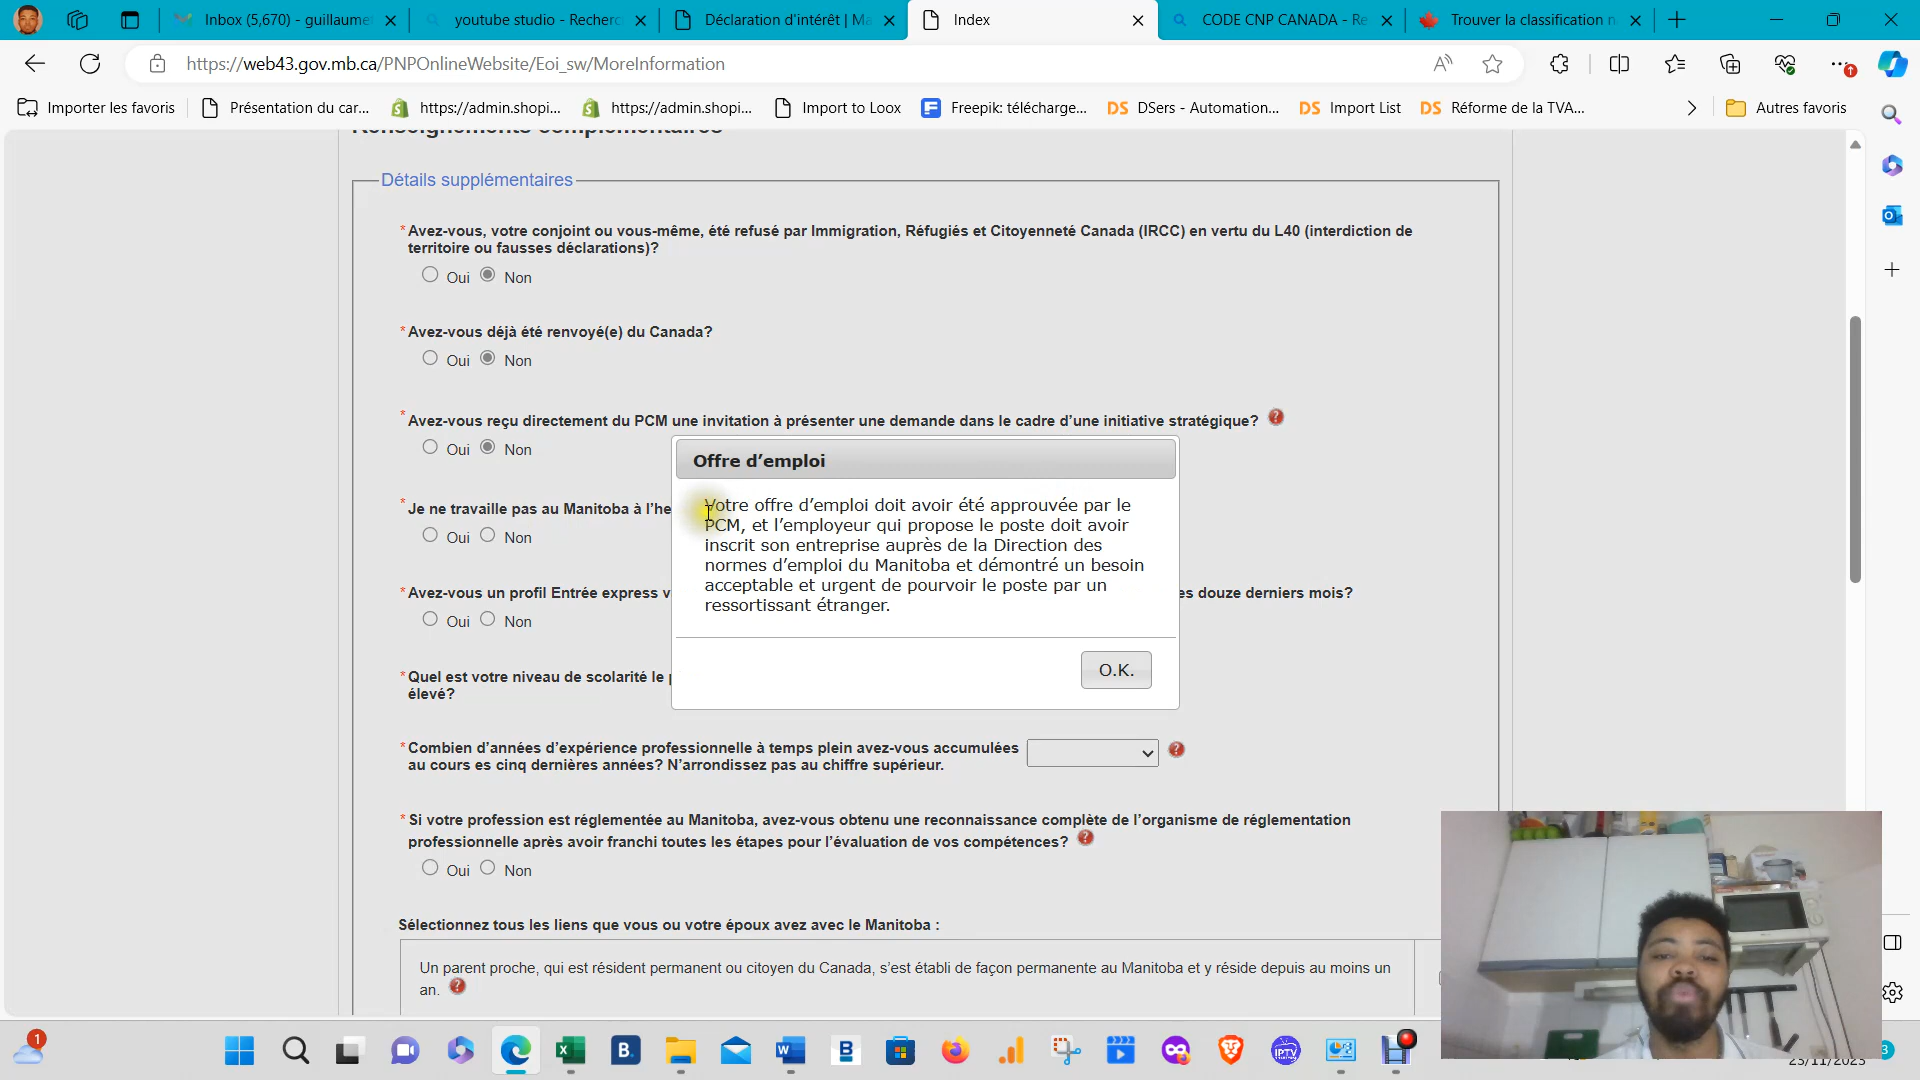 Inbox (5,670) - guillaume
youtube studio - Recherc
Déclaration d'intérêt | Ma
Index
CODE CNP CANADA - Re
Trouver la classification n
https://web43.gov.mb.ca/PNPOnlineWebsite/Eoi_sw/MoreInformation
Importer les favoris
Présentation du car...
https://admin.shopi...
https://admin.shopi...
Import to Loox
Freepik: télécharge...
DSers - Automation...
Import List
Réforme de la TVA...
Autres favoris
Renseignements complémentaires
Détails supplémentaires
*Avez-vous, votre conjoint ou vous-même, été refusé par Immigration, Réfugiés et Citoyenneté Canada (IRCC) en vertu du L40 (interdiction de
territoire ou fausses déclarations)?
Oui Non
*Avez-vous déjà été renvoyé(e) du Canada?
Oui Non
*Avez-vous reçu directement du PCM une invitation à présenter une demande dans le cadre d'une initiative stratégique?
Oui Non
Offre d'emploi
Votre offre d'emploi doit avoir été approuvée par le
PCM, et l'employeur qui propose le poste doit avoir
inscrit son entreprise auprès de la Direction des
normes d'emploi du Manitoba et démontré un besoin
acceptable et urgent de pourvoir le poste par un
ressortissant étranger.
O.K.
*Je ne travaille pas au Manitoba à l'he
Oui Non
*Avez-vous un profil Entrée express v
es douze derniers mois?
Oui Non
*Quel est votre niveau de scolarité le p
élevé?
*Combien d'années d'expérience professionnelle à temps plein avez-vous accumulées
au cours es cinq dernières années? N'arrondissez pas au chiffre supérieur.
*Si votre profession est réglementée au Manitoba, avez-vous obtenu une reconnaissance complète de l'organisme de réglementation
professionnelle après avoir franchi toutes les étapes pour l'évaluation de vos compétences?
Oui Non
Sélectionnez tous les liens que vous ou votre époux avez avec le Manitoba :
Un parent proche, qui est résident permanent ou citoyen du Canada, s'est établi de façon permanente au Manitoba et y réside depuis au moins un
an.
1
IPTV
23/11/2023
3